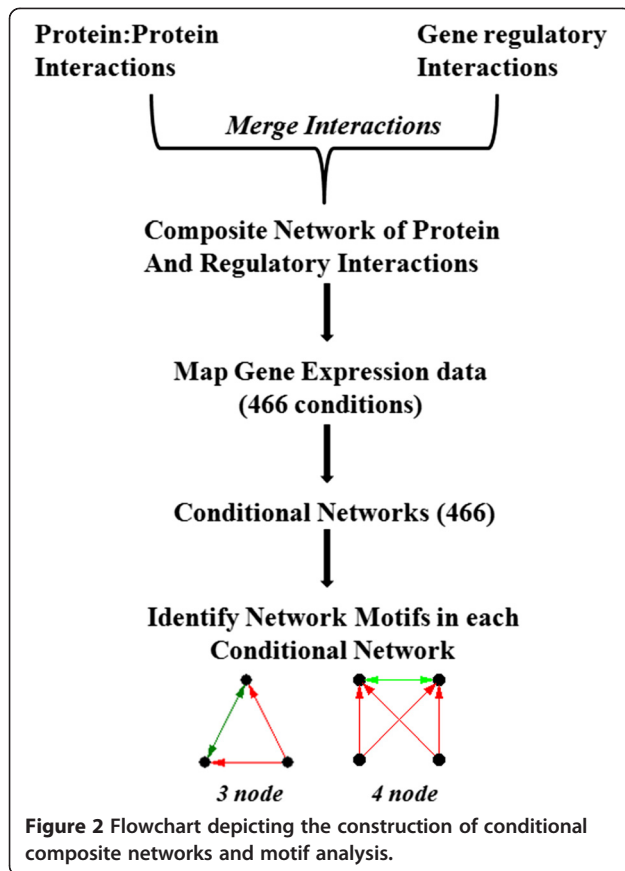 Protein:Protein
Interactions
Gene regulatory
Interactions
Merge Interactions
Composite Network of Protein
And Regulatory Interactions
Map Gene Expression data
(466 conditions)
Conditional Networks (466)
Identify Network Motifs in each
Conditional Network
3 node
4 node
Figure 2 Flowchart depicting the construction of conditional
composite networks and motif analysis.